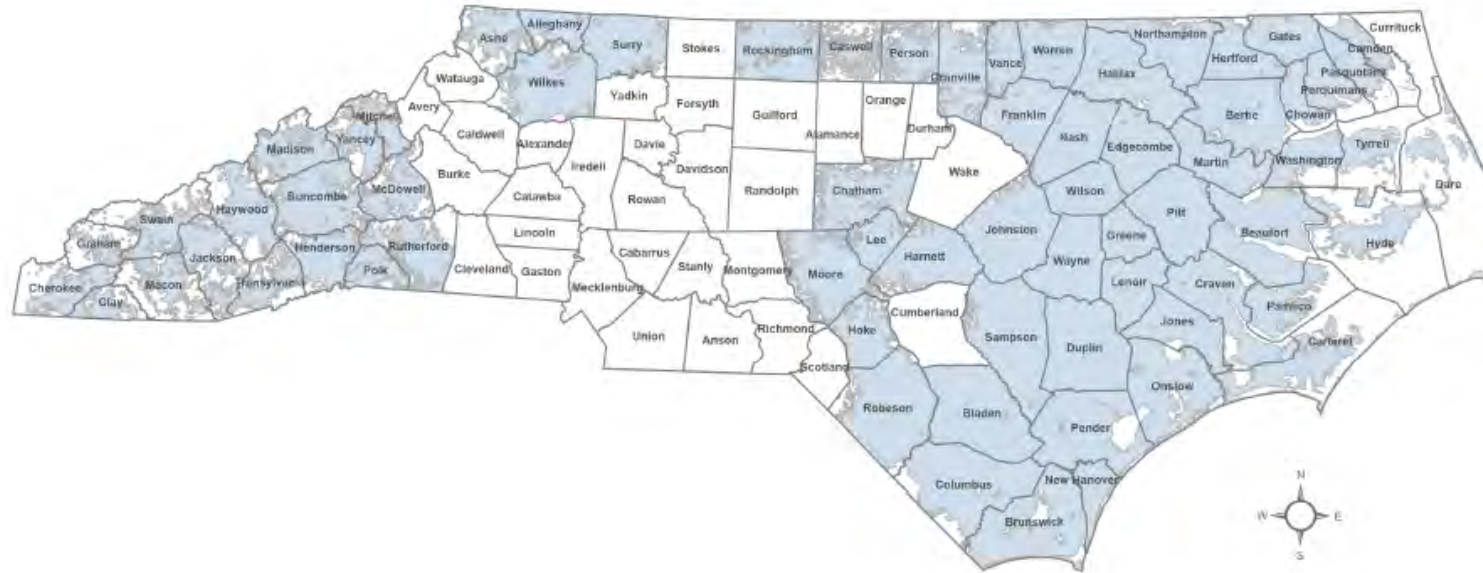 Currituck
Alleghany
Northampton
Gates
Ashe
Surry
Stokes
Rockingham
Caswell
Person
Warren
Camden
Vance
Granville
Hertford
Halifax
Pasquotank
Watauga
Wilkes
Perquimans
Yadkin
Forsyth
Guilford
Orange
Avery
Mitchell
Franklin
Bertie
Chowan
Durham
Alamance
Yancey
Caldwell
Nash
Alexander
Davie
Madison
Edgecombe
Tyrrell
Iredell
Davidson
Martin
Washington
Wake
Burke
McDowell
Randolph
Dare
Chatham
Wilson
Buncombe
Catawba
Rowan
Haywood
Pitt
Swain
Johnston
Beaufort
Lincoln
Greene
Lee
Hyde
Graham
Henderson
Rutherford
Harnett
Cabarrus
Wayne
Jackson
Stanly
Montgomery
Moore
Cleveland
Gaston
Polk
Lenoir
Craven
Macon
Transylvania
Cherokee
Mecklenburg
Clay
Pamlico
Cumberland
Jones
Hoke
Richmond
Union
Anson
Sampson
Carteret
Duplin
Scotland
Onslow
Robeson
Bladen
Pender
N
New Hanover
Columbus
W
E
Brunswick
S